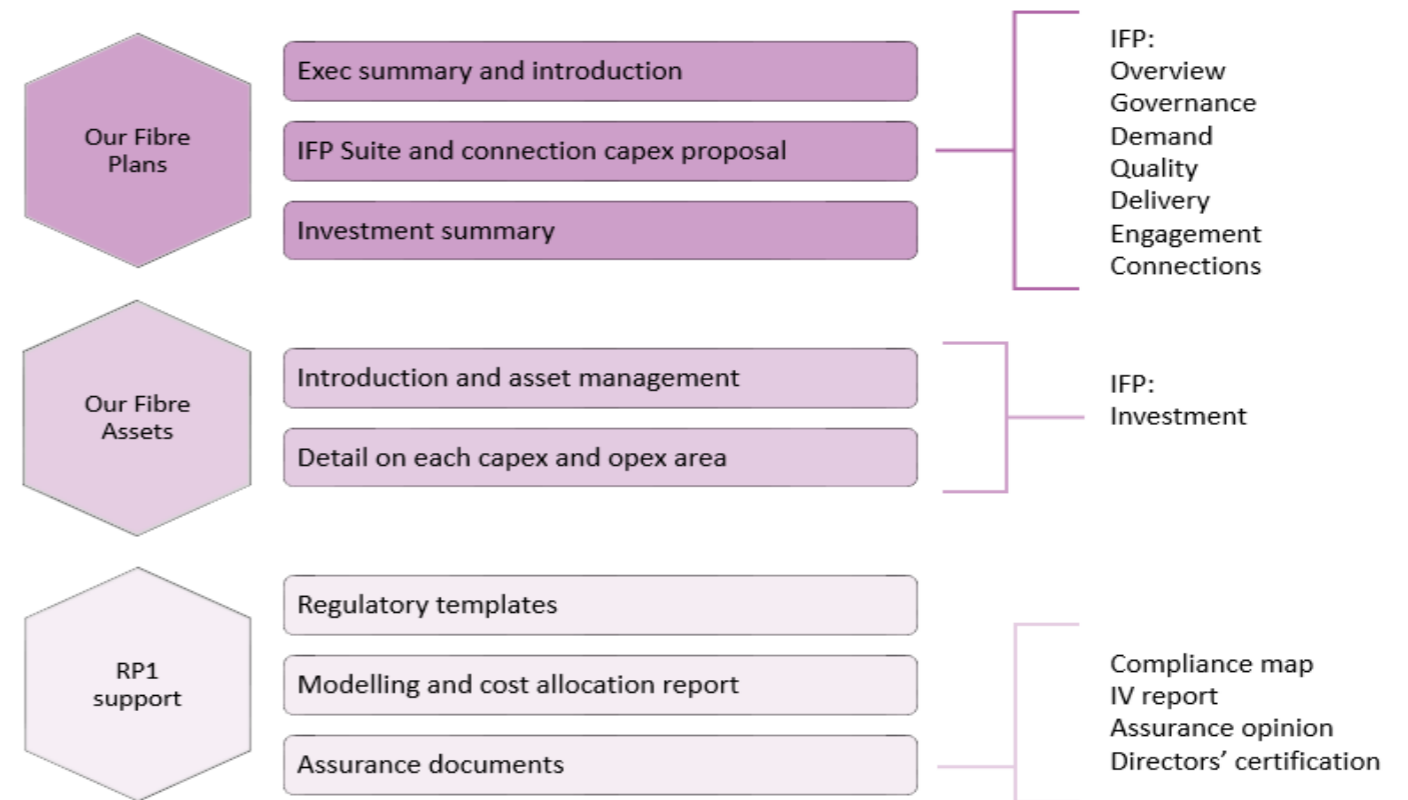 Our Fibre
Plans
Exec summary and introduction
IFP Suite and connection capex proposal
Investment summary
IFP:
Overview
Governance
Demand
Quality
Delivery
Engagement
Connections
Our Fibre
Assets
Introduction and asset management
Detail on each capex and opex area
IFP:
Investment
RP1
support
Regulatory templates
Modelling and cost allocation report
Assurance documents
Compliance map
IV report
Assurance opinion
Directors’ certification